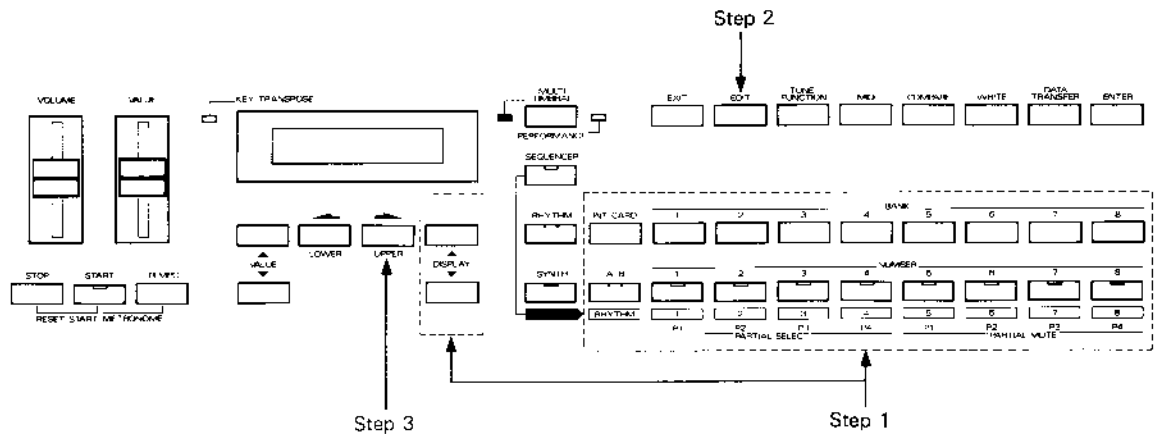 Step 2
VOLUME VALUE KEY TRANSPOSE MULTI TIMBRAL EXIT EDIT TUNE FUNCTION MIDI COMPARE WRITE DATA TRANSFER ENTER
PERFORMANCE
SEQUENCER
RHYTHM INT CARD BANK
1 2 3 4 5 6 7 8
VALUE LOWER UPPER DISPLAY
STOP START TEMPO SYNTH A B NUMBER
1 2 3 4 5 6 7 8
RESET START METRONOME RHYTHM 1 2 3 4 5 6 7 8
P1 P2 P3 P4 P1 P2 P3 P4
PARTIAL SELECT PARTIAL MUTE
Step 3 Step 1